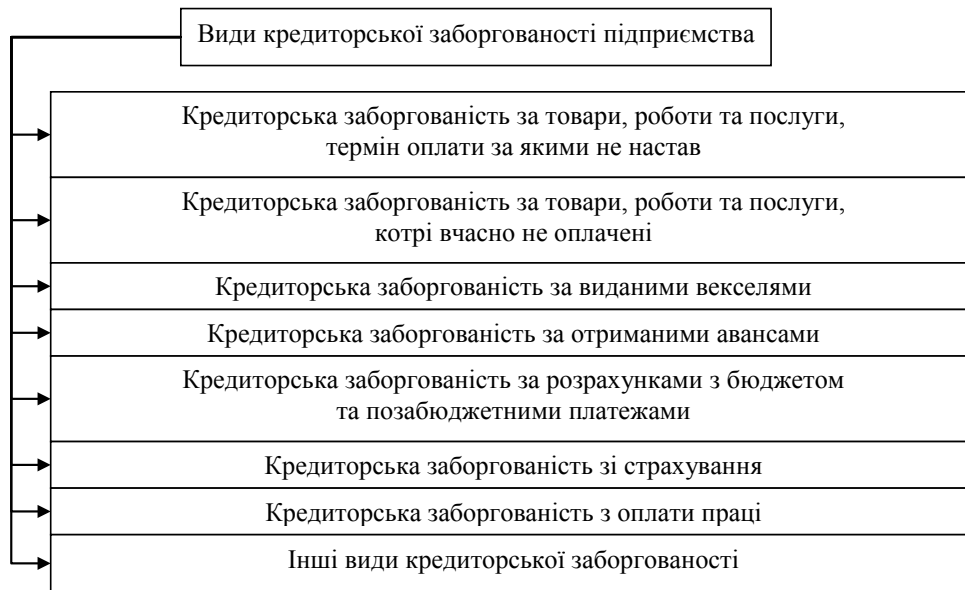 Види кредиторської заборгованості підприємства
Кредиторська заборгованість за товари, роботи та послуги,
термін оплати за якими не настав
Кредиторська заборгованість за товари, роботи та послуги,
котрі вчасно не оплачені
Кредиторська заборгованість за виданими векселями
Кредиторська заборгованість за отриманими авансами
Кредиторська заборгованість за розрахунками з бюджетом
та позабюджетними платежами
Кредиторська заборгованість зі страхування
Кредиторська заборгованість з оплати праці
Інші види кредиторської заборгованості